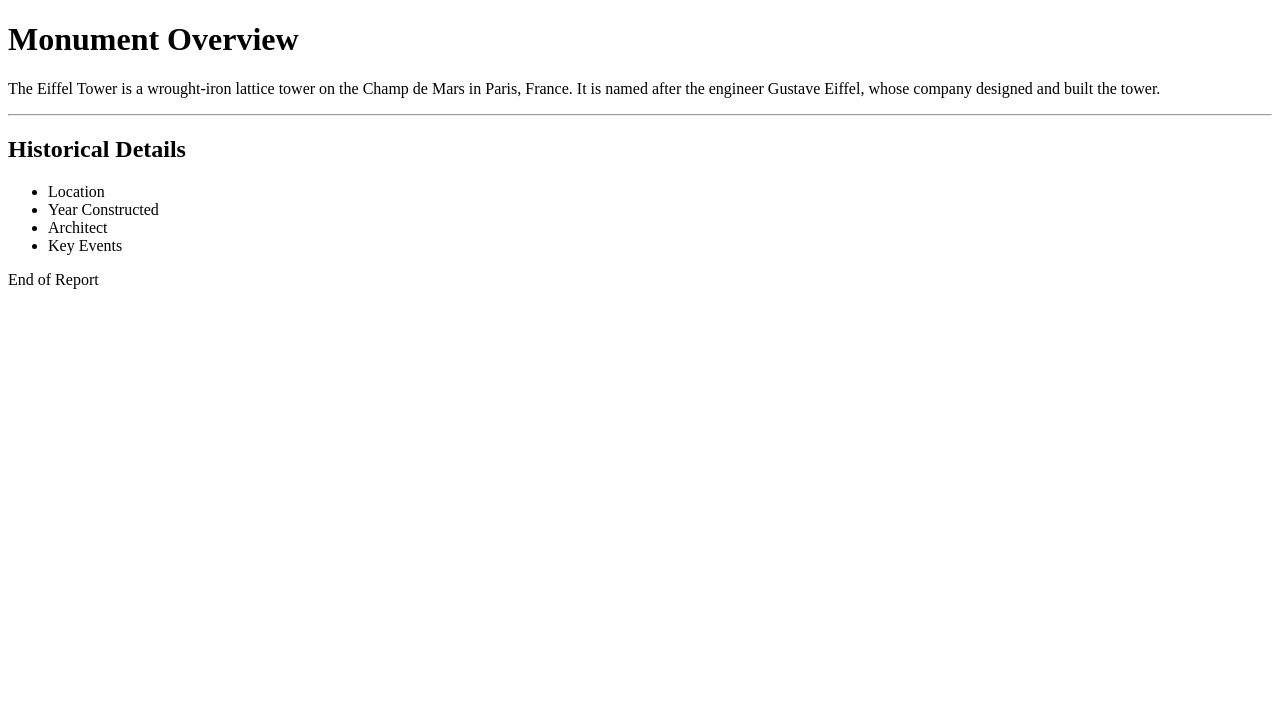 Monument Overview
The Eiffel Tower is a wrought-iron lattice tower on the Champ de Mars in Paris, France. It is named after the engineer Gustave Eiffel, whose company designed and built the tower.
Historical Details
Location
Year Constructed
Architect
Key Events
End of Report